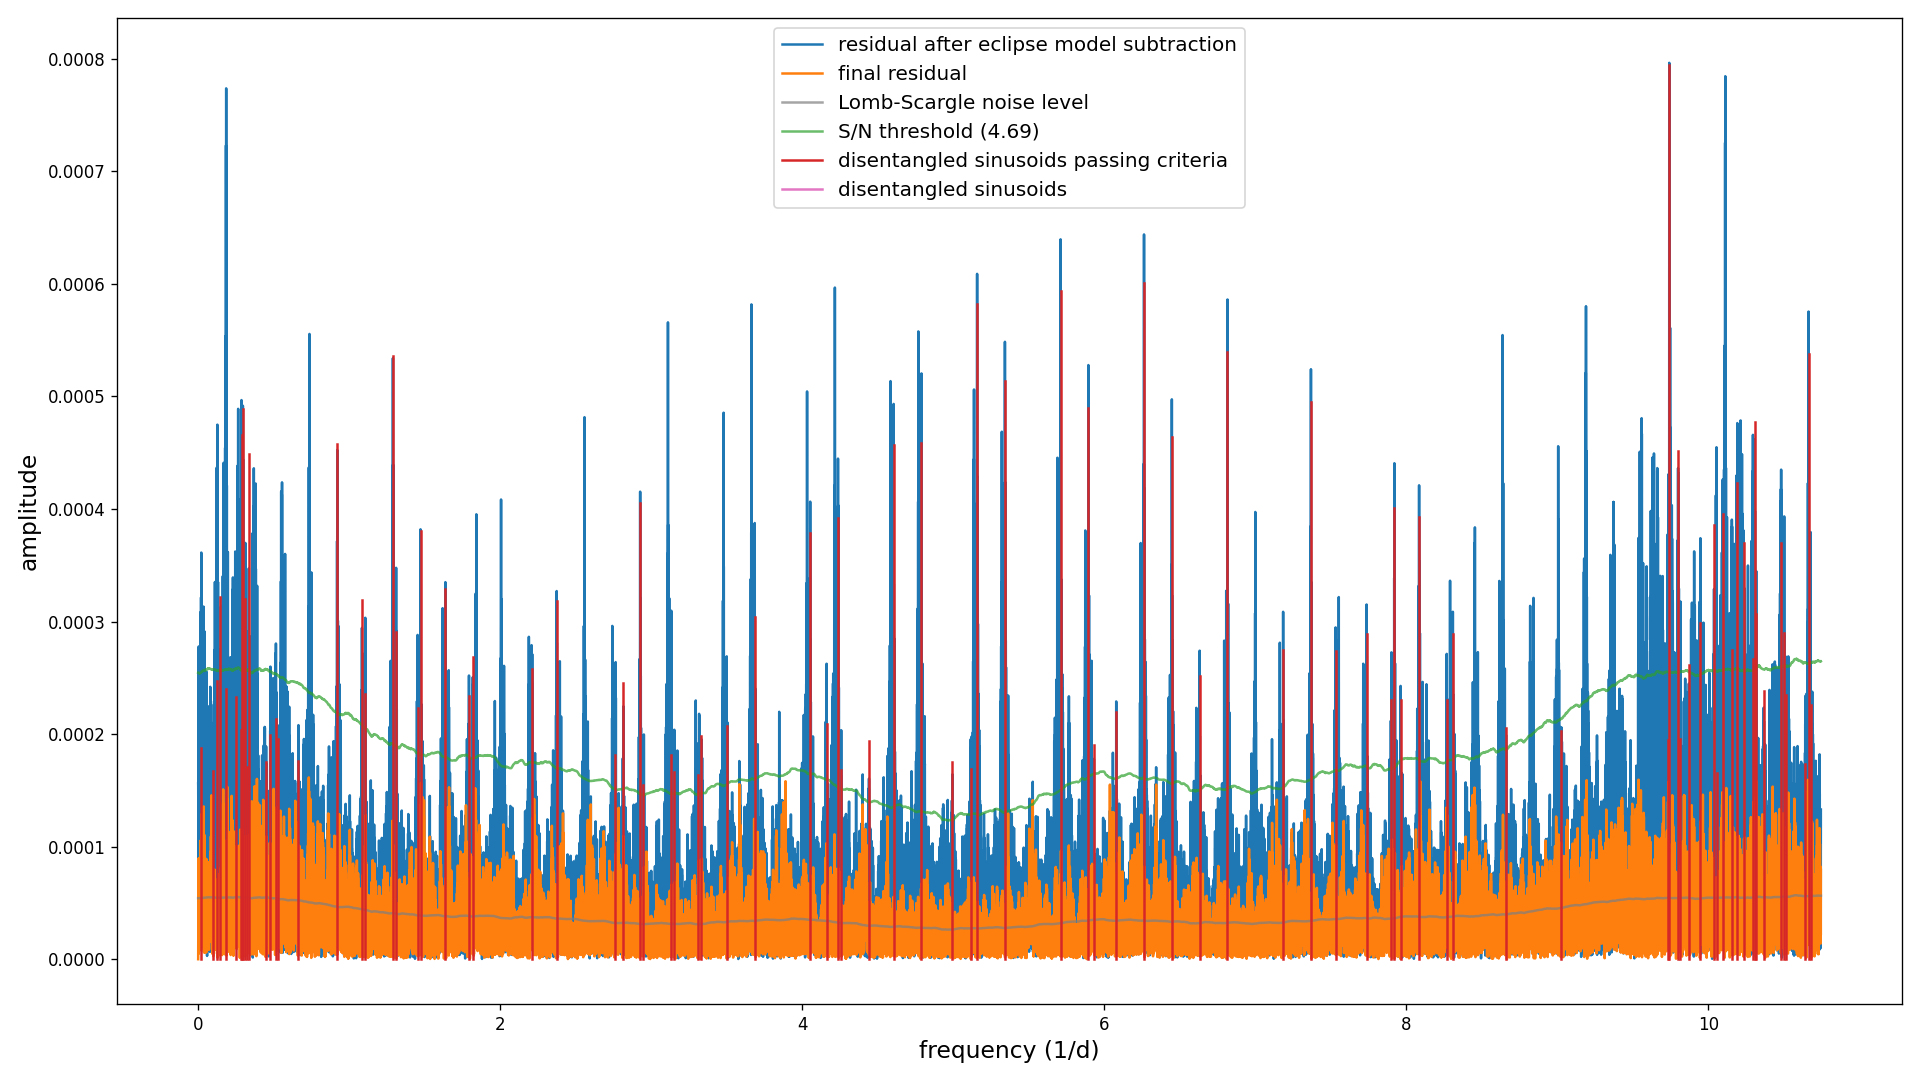 residual after eclipse model subtraction
final residual
Lomb-Scargle noise level
S/N threshold (4.69)
disentangled sinusoids passing criteria
disentangled sinusoids
amplitude
0.0008
0.0007
0.0006
0.0005
0.0004
0.0003
0.0002
0.0001
0.0000
0 2 4 6 8 10
frequency (1/d)